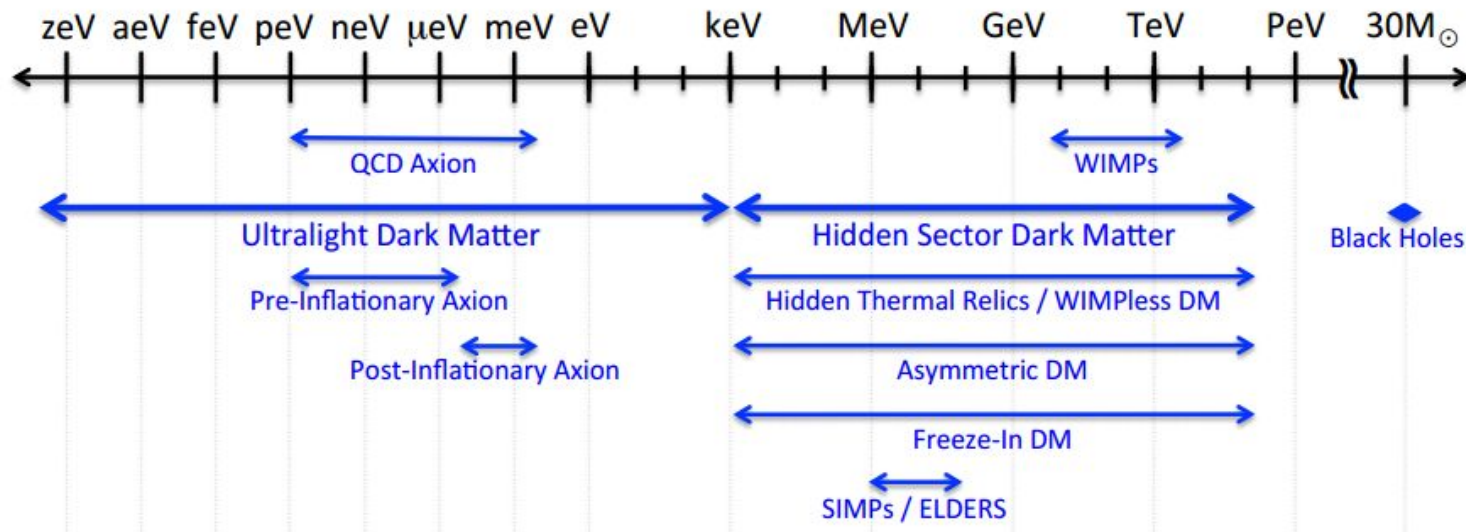 zeV aeV feV peV neV μeV meV eV keV MeV GeV TeV PeV 30M☉
QCD Axion WIMPs
Ultralight Dark Matter Hidden Sector Dark Matter Black Holes
Pre-Inflationary Axion Hidden Thermal Relics / WIMPless DM
Post-Inflationary Axion Asymmetric DM
Freeze-In DM
SIMPs / ELDERS